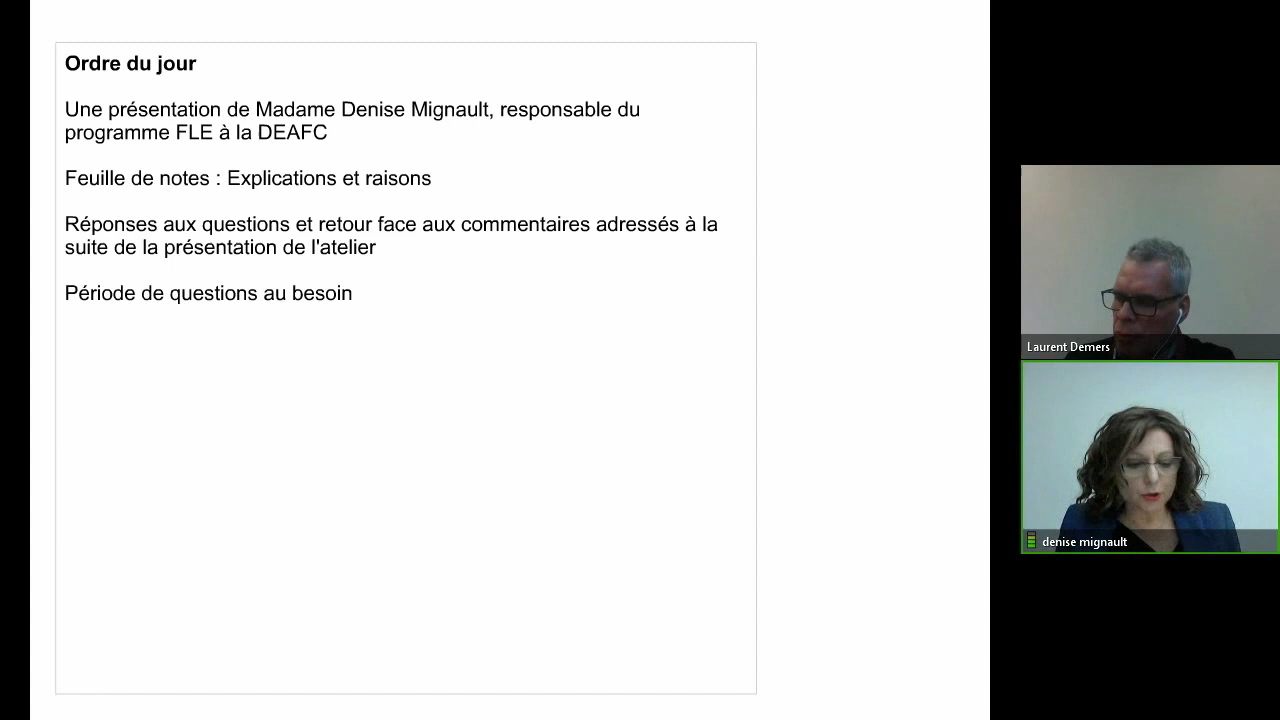 Ordre du jour
Une présentation de Madame Denise Mignault, responsable du
programme FLE à la DEAFC
Feuille de notes : Explications et raisons
Réponses aux questions et retour face aux commentaires adressés à la
suite de la présentation de l'atelier
Période de questions au besoin
Laurent Demers
denise mignault